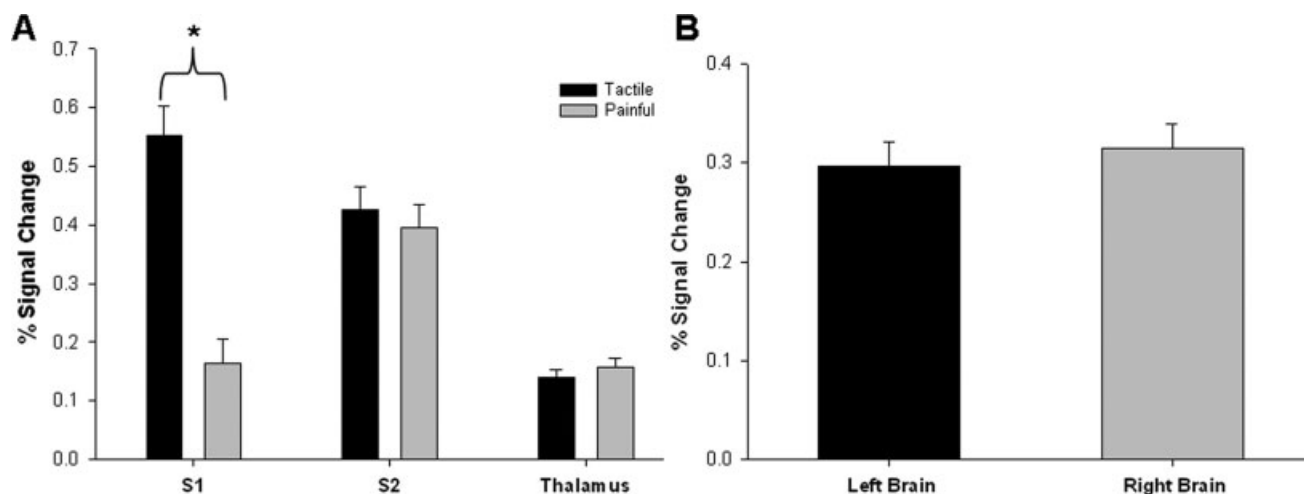 A
*
% Signal Change
0.7
0.6
0.5
0.4
0.3
0.2
0.1
0.0
Tactile
Painful
S1 S2 Thalamus
B
% Signal Change
0.4
0.3
0.2
0.1
0.0
Left Brain Right Brain